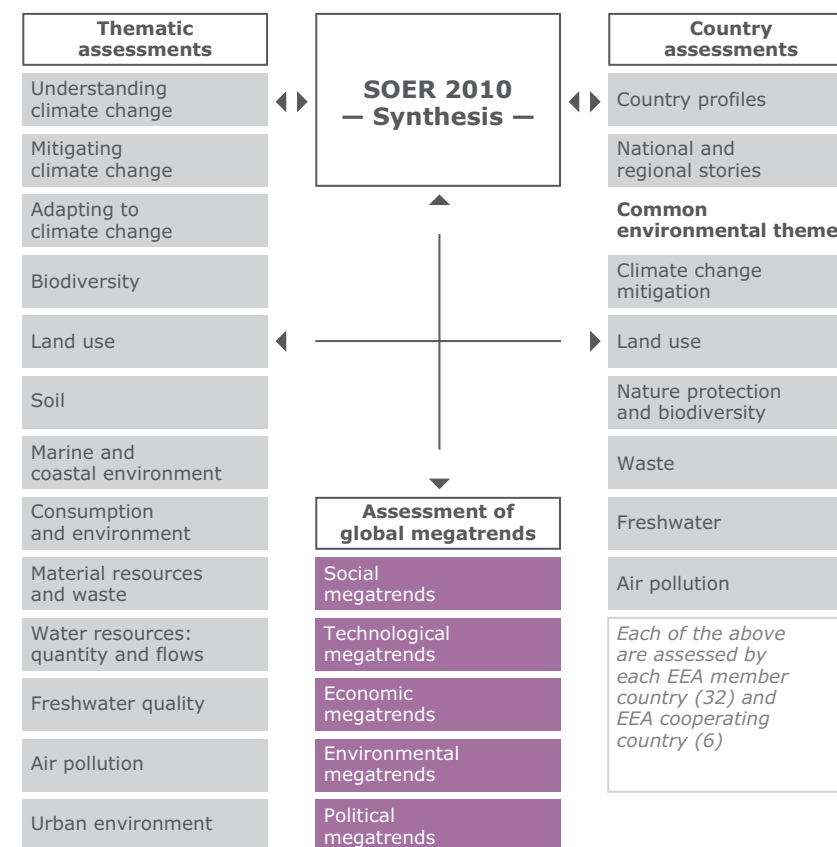 Thematic
assessments
Understanding
climate change
Mitigating
climate change
Adapting to
climate change
Biodiversity
Land use
Soil
Marine and
coastal environment
Consumption
and environment
Material resources
and waste
Water resources:
quantity and flows
Freshwater quality
Air pollution
Urban environment
SOER 2010
— Synthesis —
Assessment of
global megatrends
Social
megatrends
Technological
megatrends
Economic
megatrends
Environmental
megatrends
Political
megatrends
Country
assessments
Country profiles
National and
regional stories
Common
environmental theme
Climate change
mitigation
Land use
Nature protection
and biodiversity
Waste
Freshwater
Air pollution
Each of the above
are assessed by
each EEA member
country (32) and
EEA cooperating
country (6)